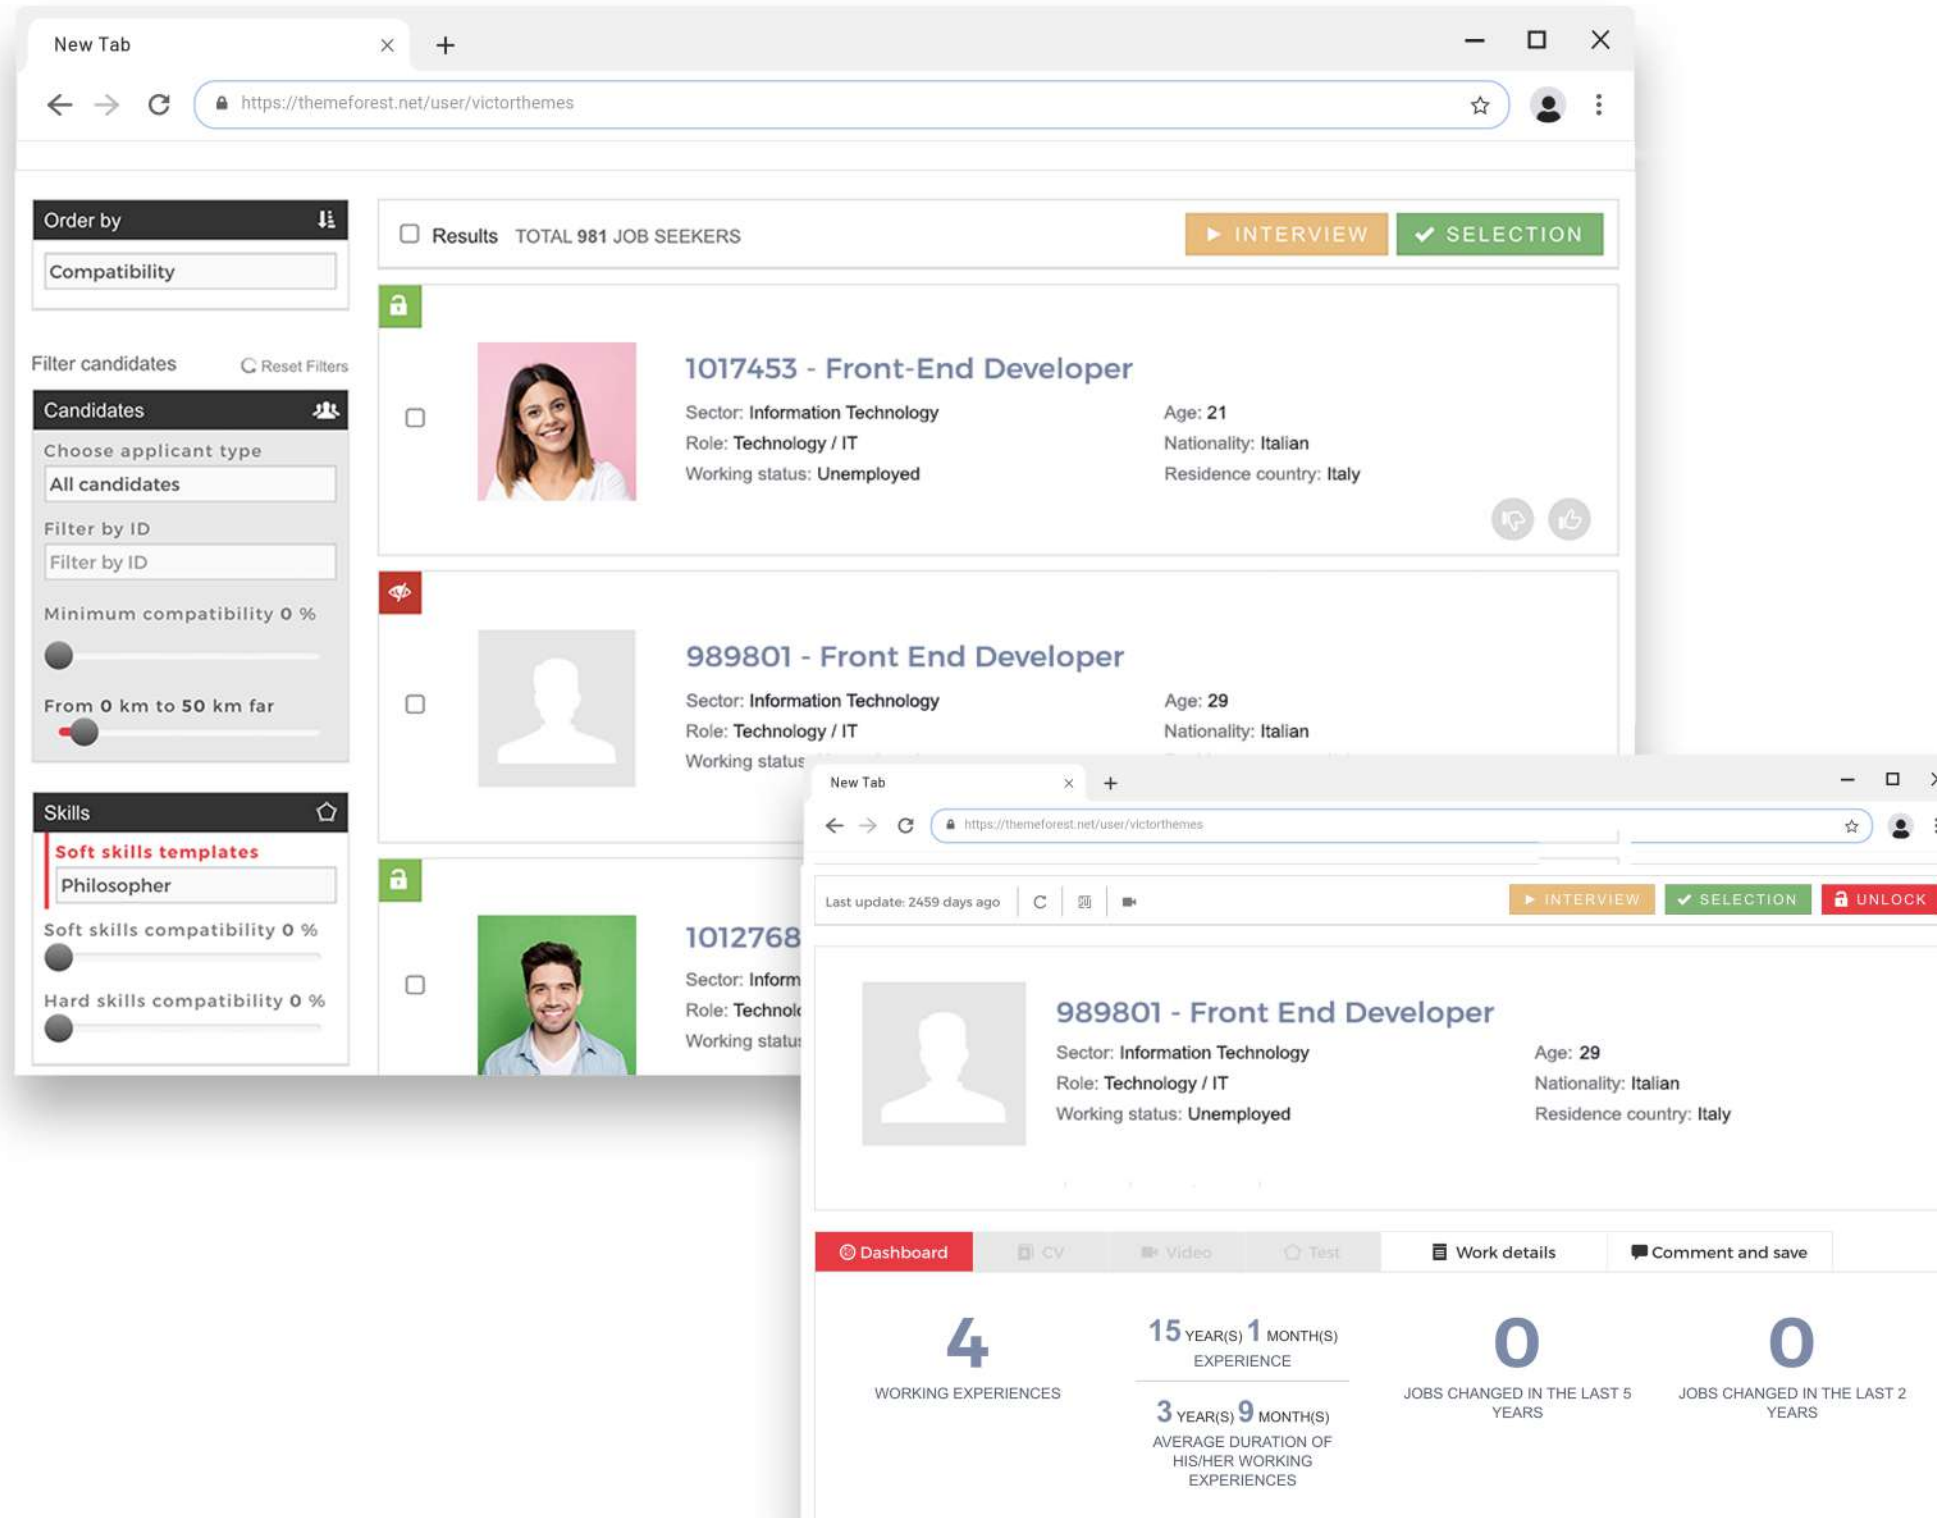 New Tab
https://themeforest.net/user/victorthemes
Order by
Compatibility
Filter candidates Reset Filters
Candidates
Choose applicant type
All candidates
Filter by ID
Filter by ID
Minimum compatibility 0 %
From 0 km to 50 km far
Skills
Soft skills templates
Philosopher
Soft skills compatibility 0 %
Hard skills compatibility 0 %
Results TOTAL 981 JOB SEEKERS
INTERVIEW
SELECTION
1017453 - Front-End Developer
Sector: Information Technology
Role: Technology / IT
Working status: Unemployed
Age: 21
Nationality: Italian
Residence country: Italy
989801 - Front End Developer
Sector: Information Technology
Role: Technology / IT
Working status
Age: 29
Nationality: Italian
1012768
Sector: Inform
Role: Technolo
Working statu
New Tab
https://themeforest.net/user/victorthemes
Last update: 2459 days ago
INTERVIEW
SELECTION
UNLOCK
989801 - Front End Developer
Sector: Information Technology
Role: Technology / IT
Working status: Unemployed
Age: 29
Nationality: Italian
Residence country: Italy
Dashboard
CV
Video
Test
Work details
Comment and save
4
WORKING EXPERIENCES
15 YEAR(S) 1 MONTH(S)
EXPERIENCE
3 YEAR(S) 9 MONTH(S)
AVERAGE DURATION OF
HIS/HER WORKING
EXPERIENCES
0
JOBS CHANGED IN THE LAST 5
YEARS
0
JOBS CHANGED IN THE LAST 2
YEARS